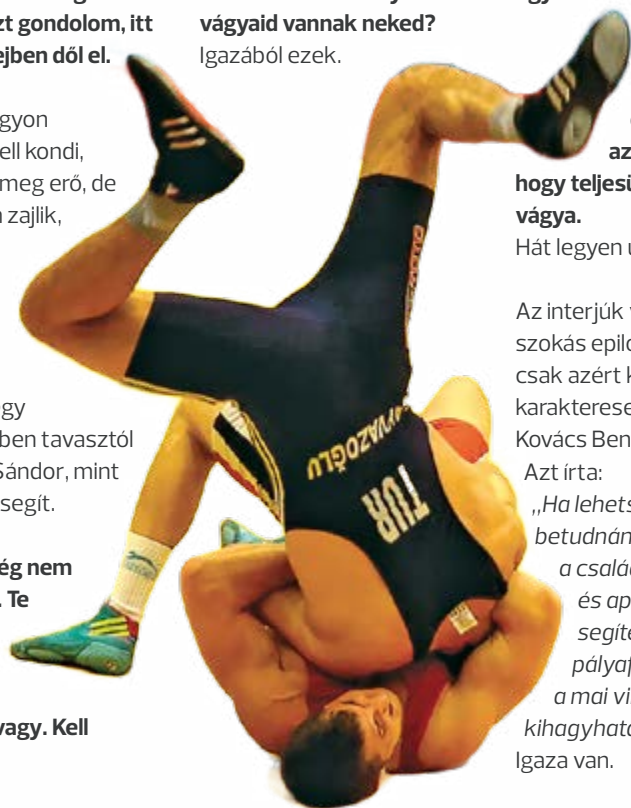 zt gondolom, itt
ejben dől el.
gyon
ell kondi,
meg erő, de
zajlik,
gy
ben tavasztól
Sándor, mint
segít.
ég nem
. Te
vagy. Kell
vágyaid vannak neked?
Igazából ezek.
YVAZOĞLU
TUR
az
hogy teljesü
vágya.
Hát legyen
Az interjúk
szokás epilo
csak azért k
karakterese
Kovács Ben
Azt írta:
„Ha lehets
betudnán
a csalá
és ap
segíte
pályaf
a mai vi
kihagyhat
Igaza van.